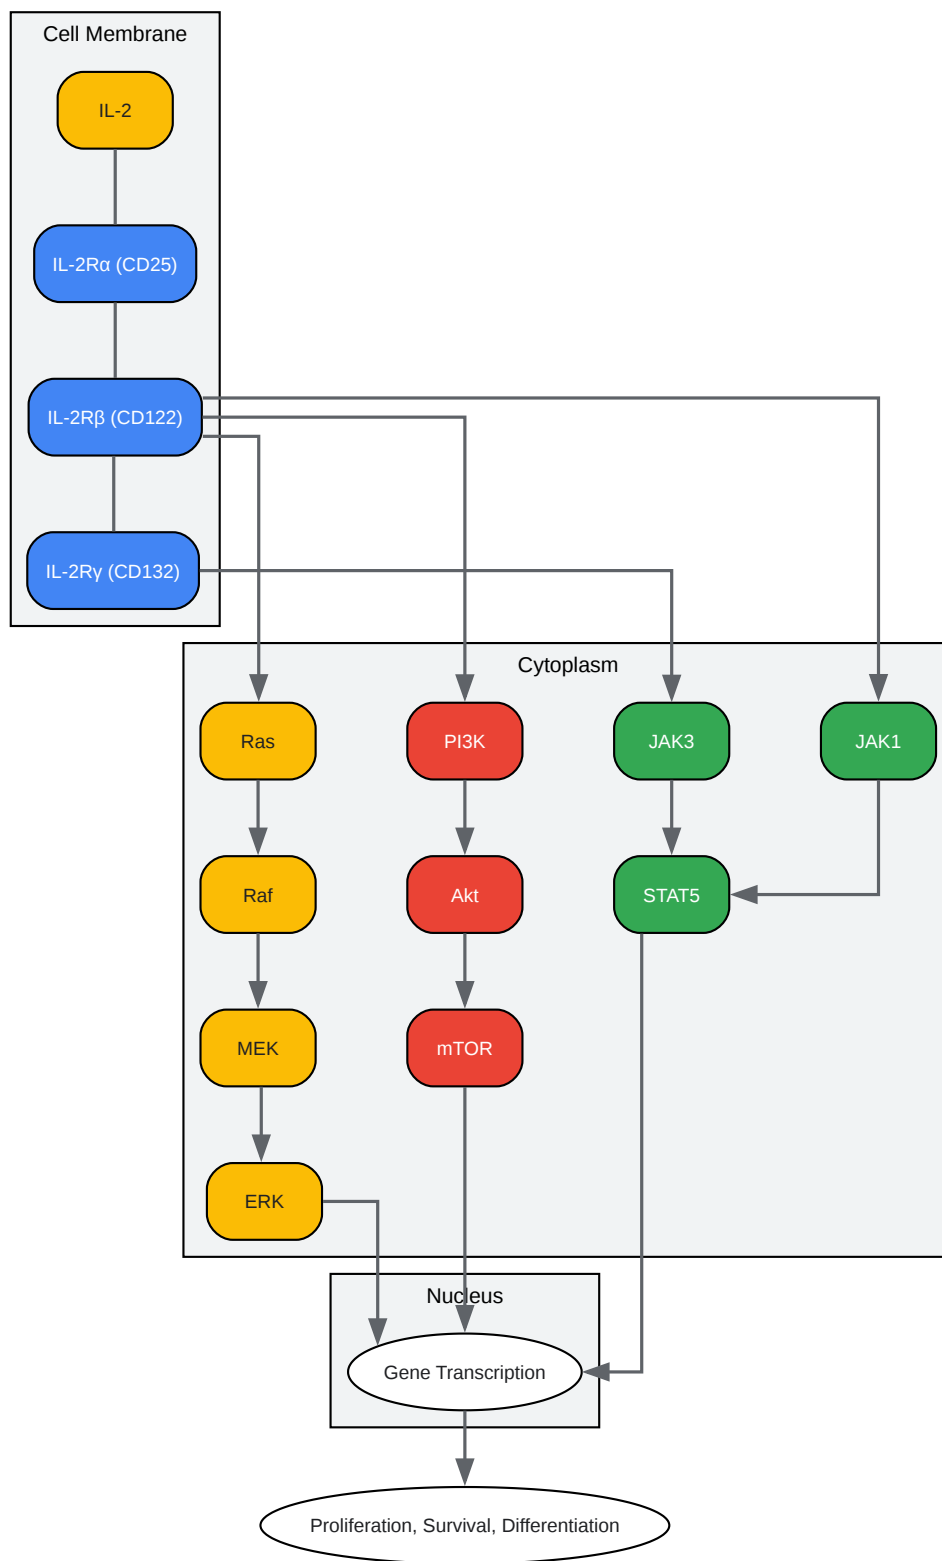 Cell Membrane
IL-2
IL-2Rα (CD25)
IL-2Rβ (CD122)
IL-2Rγ (CD132)
Cytoplasm
Ras
PI3K
JAK3
JAK1
Raf
Akt
STAT5
MEK
mTOR
ERK
Nucleus
Gene Transcription
Proliferation, Survival, Differentiation